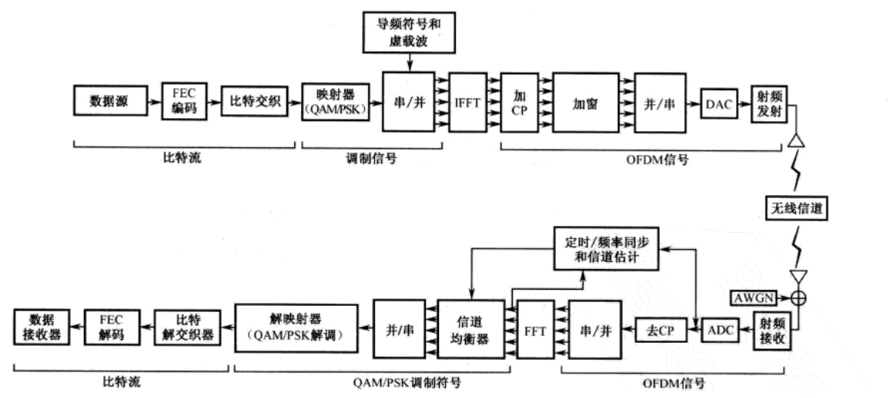 导频符号和
虚载波
数据源
FEC
编码
比特交织
映射器
(QAM/PSK)
串/并
IFFT
加
CP
加窗
并/串
DAC
射频
发射
比特流
调制信号
OFDM信号
无线信道
定时/频率同步
和信道估计
AWGN
数据
接收器
FEC
解码
比特
解交织器
解映射器
(QAM/PSK解调)
并/串
信道
均衡器
FFT
串/并
去CP
ADC
射频
接收
比特流
QAM/PSK调制符号
OFDM信号